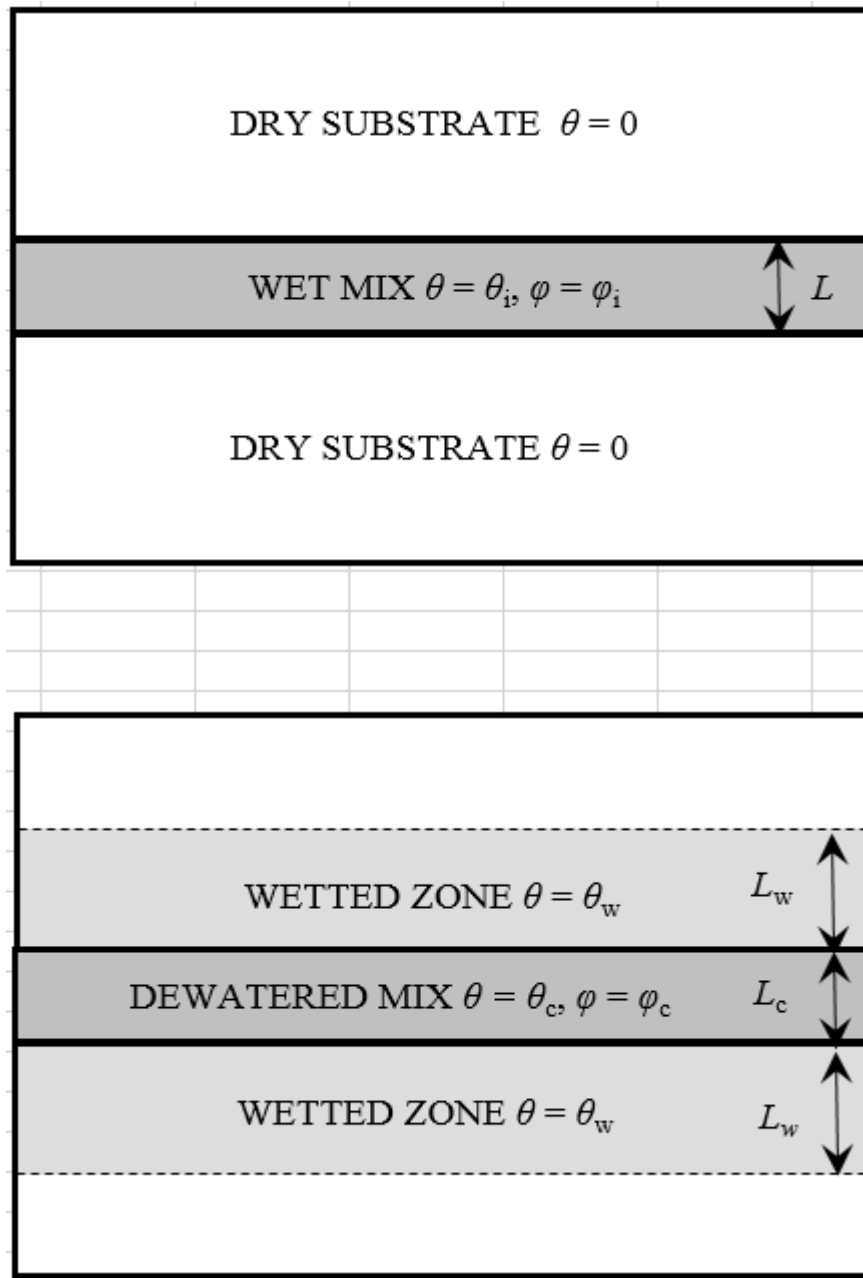 DRY SUBSTRATE θ = 0
WET MIX θ = θi, φ = φi L
DRY SUBSTRATE θ = 0
WETTED ZONE θ = θw Lw
DEWATERED MIX θ = θc, φ = φc Lc
WETTED ZONE θ = θw Lw